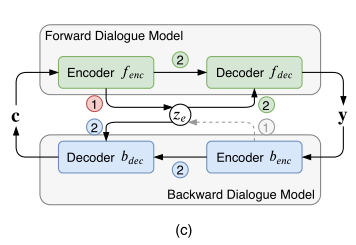 Forward Dialogue Model
2
Encoder f_enc
Decoder f_dec
1
2
c
z_e
y
2
1
Decoder b_dec
Encoder b_enc
2
Backward Dialogue Model
(c)